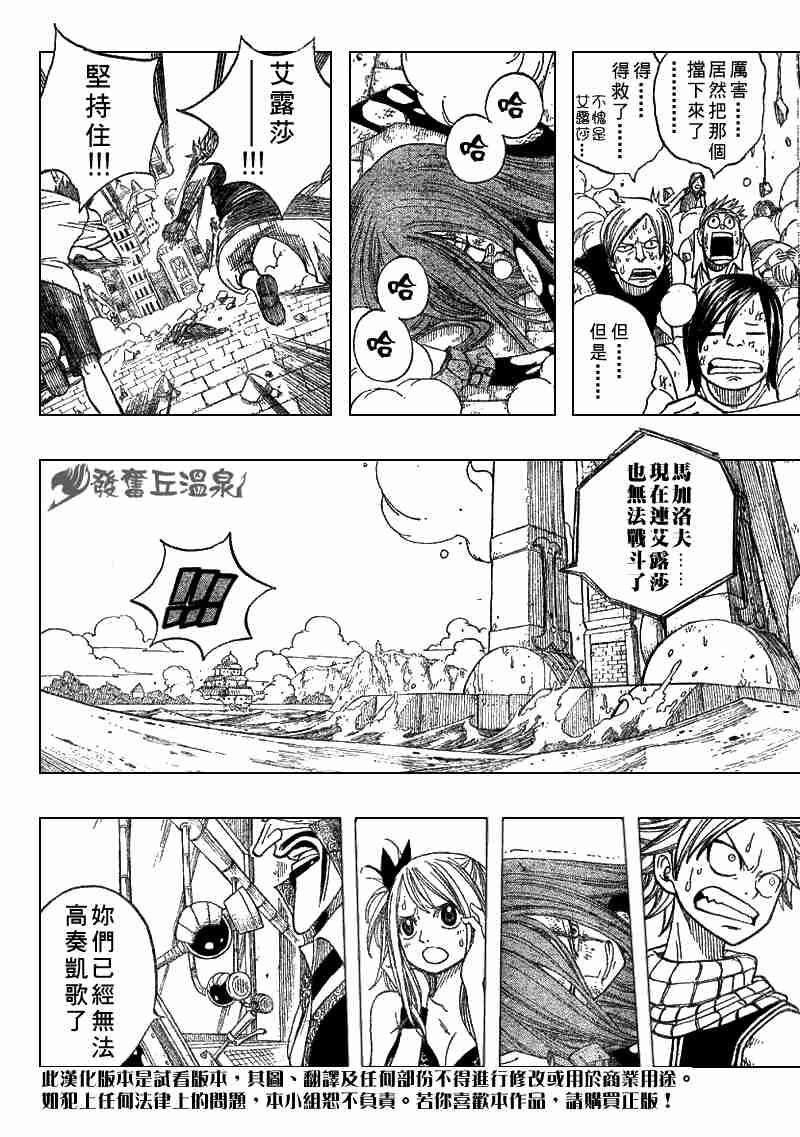 厲害……
居然把那個
擋下來了
……
得……
得救了……
不愧是
艾露莎……
但……
但是……
哈
哈
哈
哈
艾露莎
——!!!
堅持住!!!
馬加洛夫……
現在連艾露莎
也無法戰斗了
!!!
發奮丘溫泉
妳們已經無法
高奏凱歌了
此漢化版本是試看版本，其圖、翻譯及任何部份不得進行修改或用於商業用途。
如犯上任何法律上的問題，本小組恕不負責。若你喜歡本作品，請購買正版！